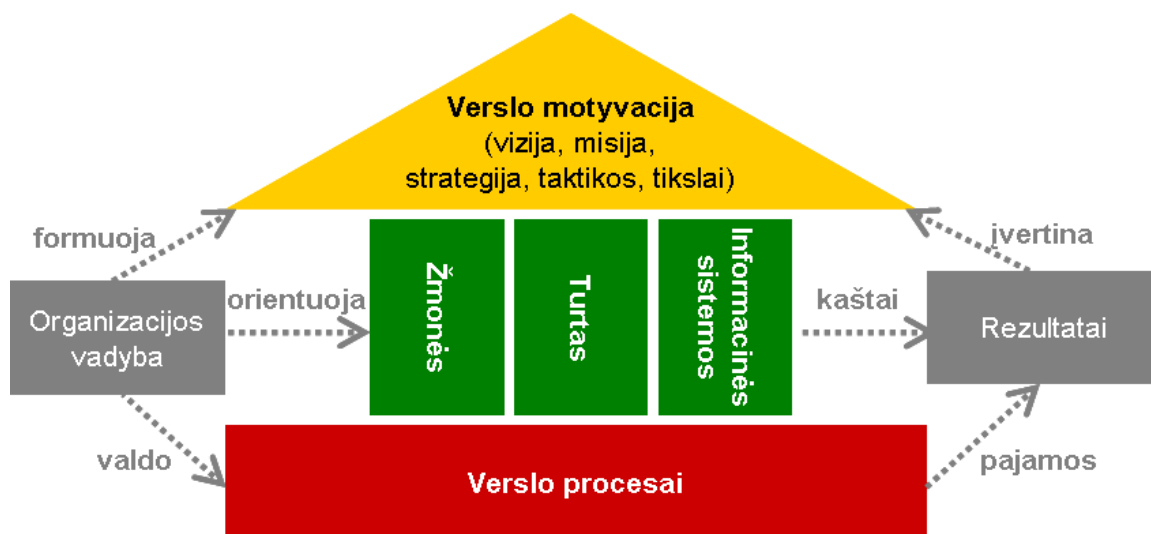 Verslo motyvacija
(vizija, misija,
strategija, taktikos, tikslai)
formuoja
įvertina
Organizacijos
vadyba
orientuoja
Žmonės
Turtas
Informacinės
sistemos
kaštai
Rezultatai
valdo
Verslo procesai
pajamos